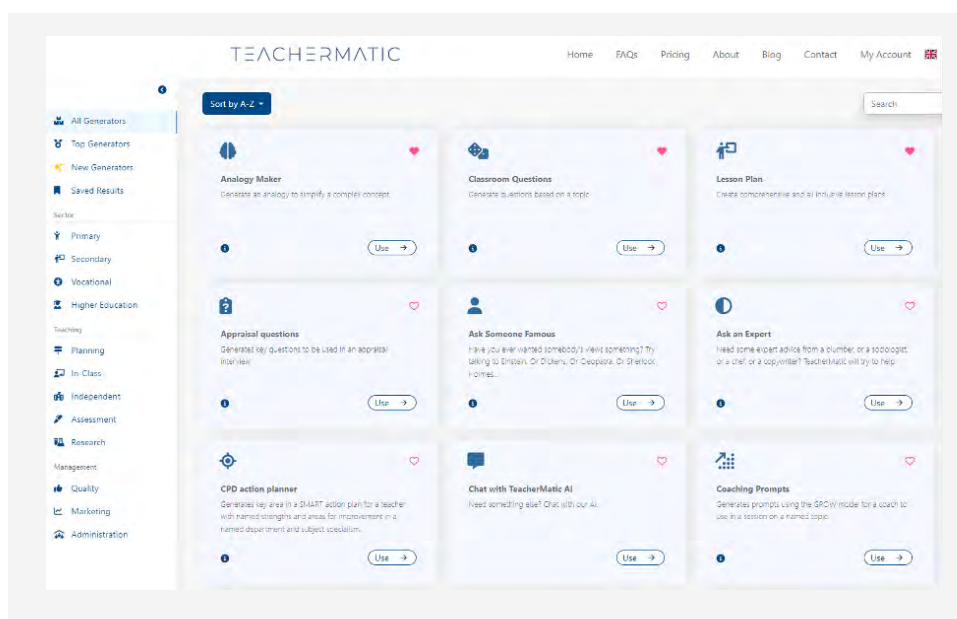 TEACHERMATIC
Home FAQs Pricing About Blog Contact My Account
Sort by A-Z
Search
All Generators
Top Generators
New Generators
Saved Results
Sector
Primary
Secondary
Vocational
Higher Education
Teaching
Planning
In-Class
Independent
Assessment
Research
Management
Quality
Marketing
Administration
Analogy Maker
Generate an analogy to simplify a complex concept
Use
Classroom Questions
Generate questions based on a topic
Use
Lesson Plan
Create comprehensive and all inclusive lesson plans
Use
Appraisal questions
Generates key questions to be used in an appraisal
interview
Use
Ask Someone Famous
Have you ever wanted somebody's views something? Try
talking to Einstein. Or Dickens. Or Cleopatra. Or Sherlock
Holmes...
Use
Ask an Expert
Need some expert advice from a plumber, or a sociologist,
or a chef, or a copywriter? TeacherMatic will try to help
Use
CPD action planner
Generates key area in a SMART action plan for a teacher
with named strengths and areas for improvement in a
named department and subject specialism.
Use
Chat with TeacherMatic AI
Need something else? Chat with our AI.
Use
Coaching Prompts
Generates prompts using the GROW model for a coach to
use in a session on a named topic.
Use